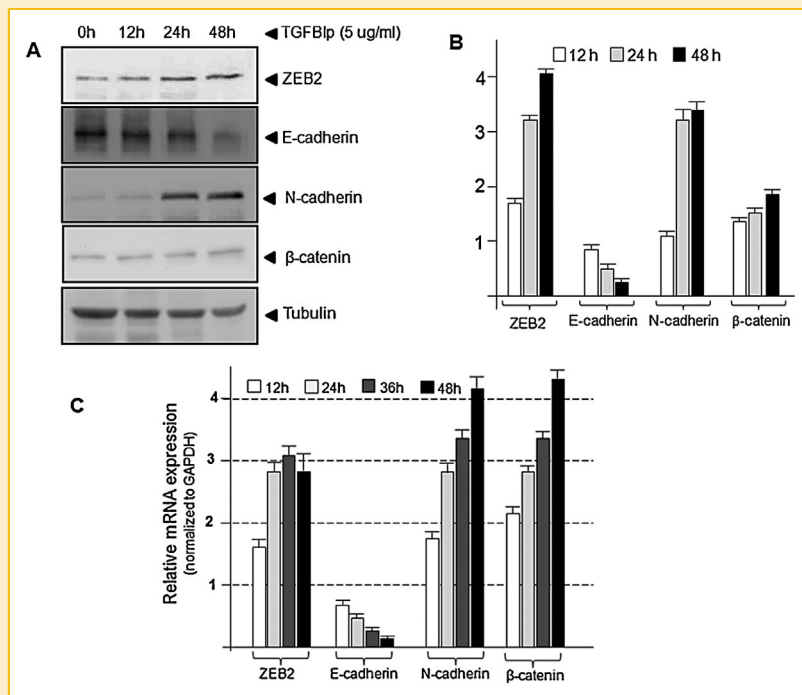 A
0h 12h 24h 48h ◄ TGFBIp (5 ug/ml)
◄ ZEB2
◄ E-cadherin
◄ N-cadherin
◄ β-catenin
◄ Tubulin
B
12 h 24 h 48 h
4
3
2
1
ZEB2 E-cadherin N-cadherin β-catenin
C
12h 24h 36h 48h
Relative mRNA expression
(normalized to GAPDH)
4
3
2
1
ZEB2 E-cadherin N-cadherin β-catenin